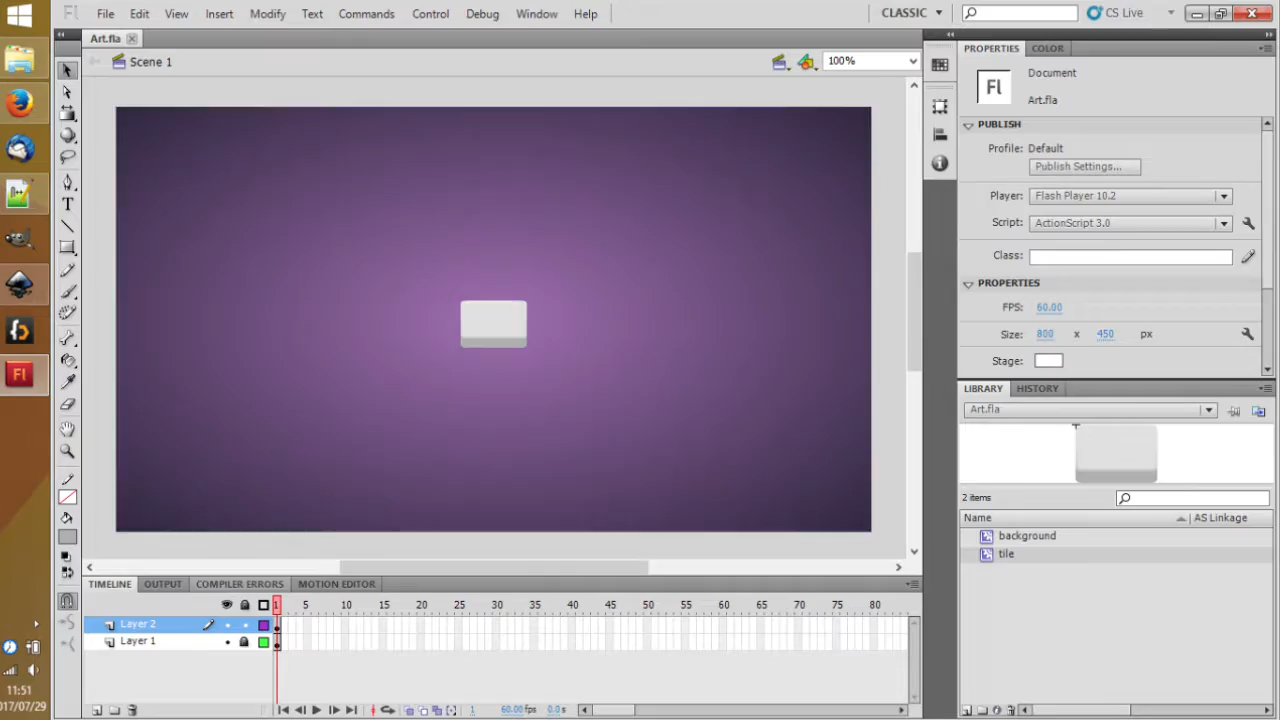 Fl File Edit View Insert Modify Text Commands Control Debug Window Help CLASSIC CS Live
Art.fla
Scene 1 100%
PROPERTIES COLOR
Fl Document
Art.fla
PUBLISH
Profile: Default
Publish Settings...
Player: Flash Player 10.2
Script: ActionScript 3.0
Class:
PROPERTIES
FPS: 60.00
Size: 800 x 450 px
Stage:
LIBRARY HISTORY
Art.fla
2 items
Name AS Linkage
background
tile
Fl
T
TIMELINE OUTPUT COMPILER ERRORS MOTION EDITOR
1 5 10 15 20 25 30 35 40 45 50 55 60 65 70 75 80
Layer 2
Layer 1
1 60.00 fps 0.0 s
11:51
017/07/29